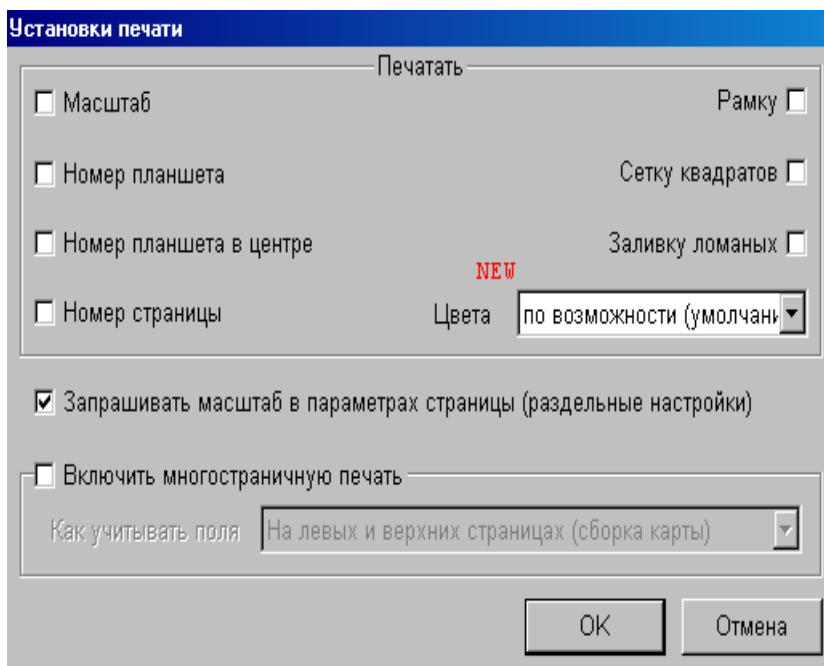 Установки печати
Печатать
Масштаб
Рамку
Номер планшета
Сетку квадратов
Номер планшета в центре
Заливку ломаных
NEW
Номер страницы
Цвета
по возможности (умолчани
Запрашивать масштаб в параметрах страницы (раздельные настройки)
Включить многостраничную печать
Как учитывать поля
На левых и верхних страницах (сборка карты)
OK
Отмена